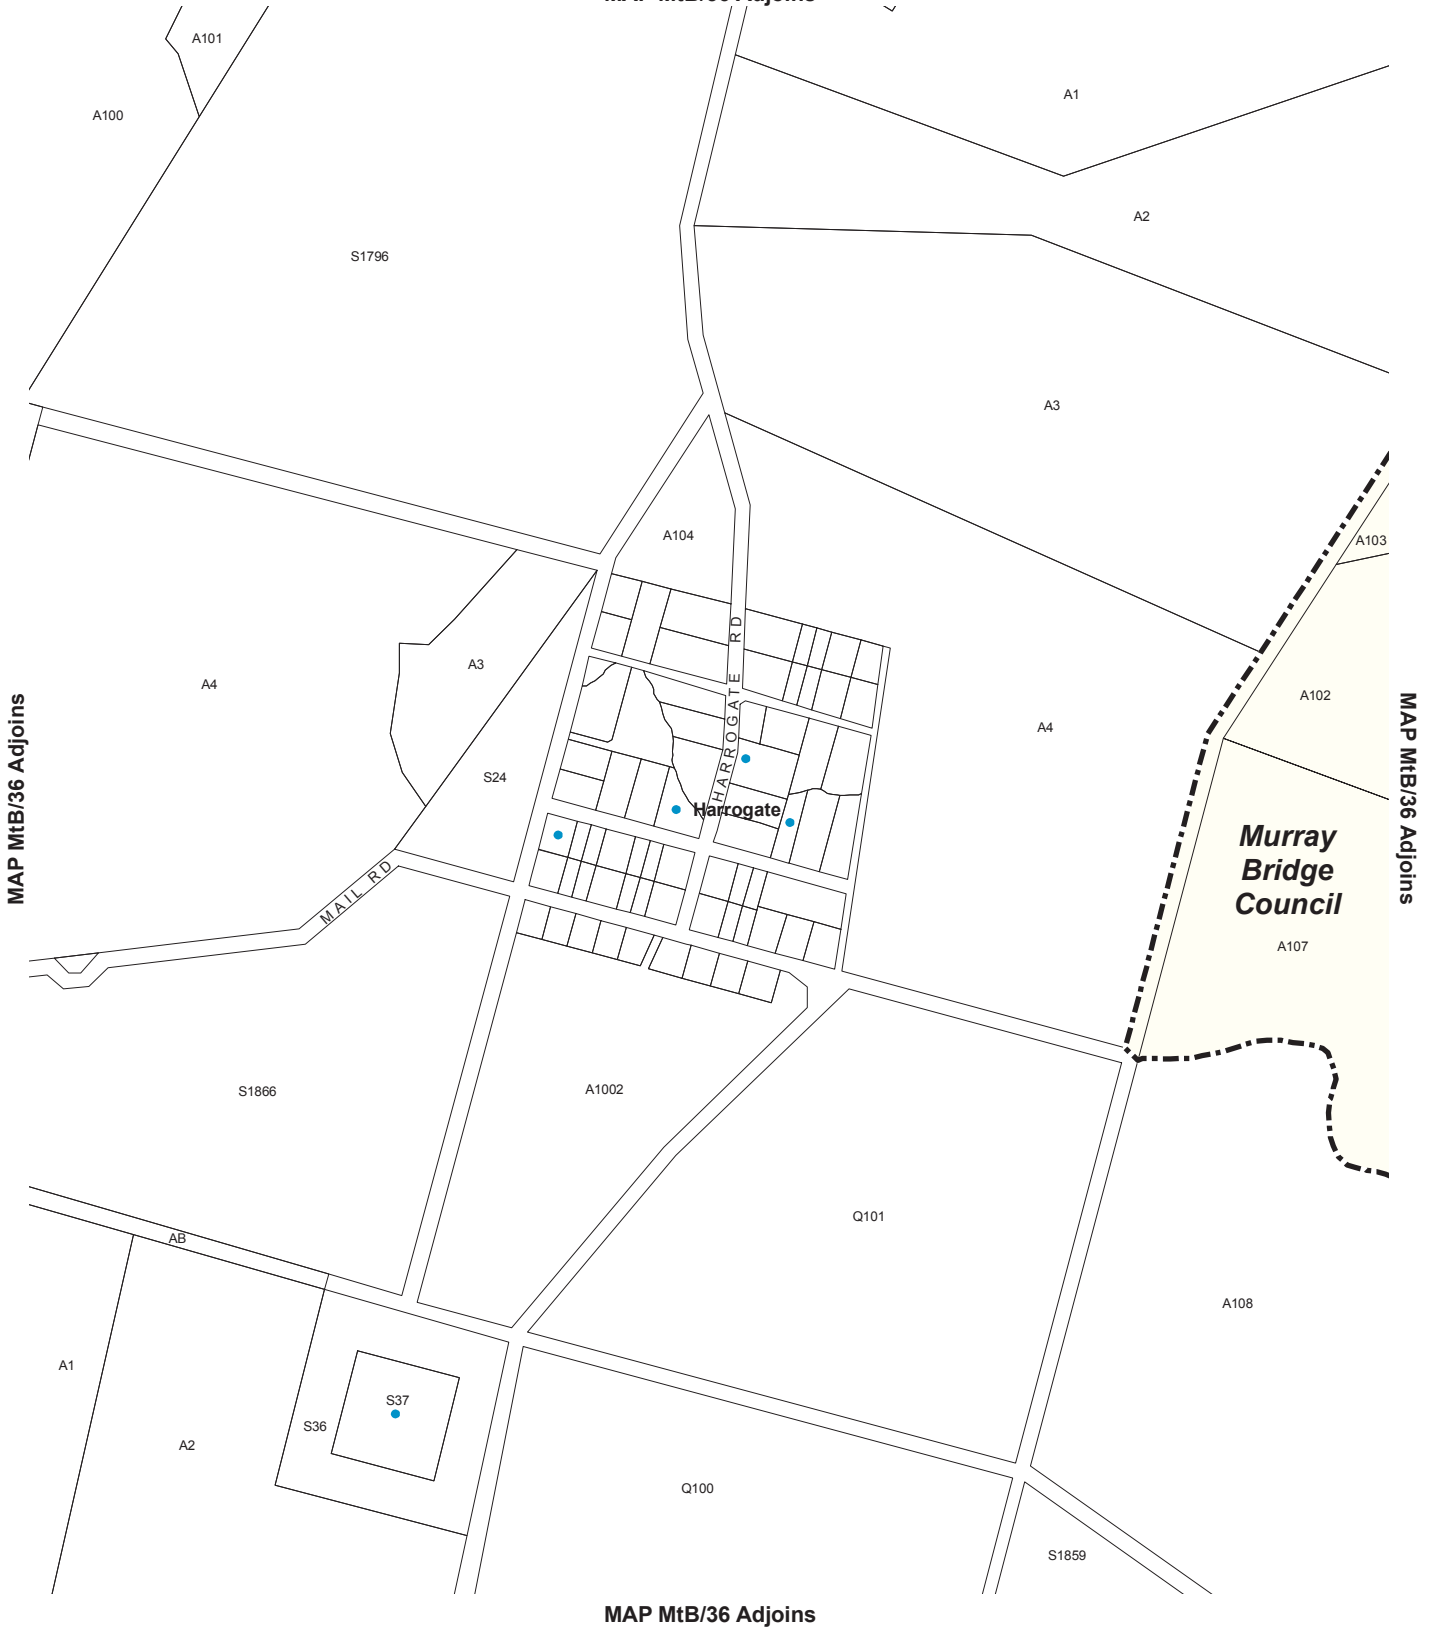 MAP MtB/36 Adjoins
A101
A1
A100
A2
S1796
A3
A104
A103
HARROGATE RD
A3
A4
A102
A4
S24
MAP MtB/36 Adjoins
MAP MtB/36 Adjoins
Harrogate
Murray
Bridge
Council
MAIL RD
A107
S1866
A1002
Q101
AB
A108
A1
S37
S36
A2
Q100
S1859
MAP MtB/36 Adjoins